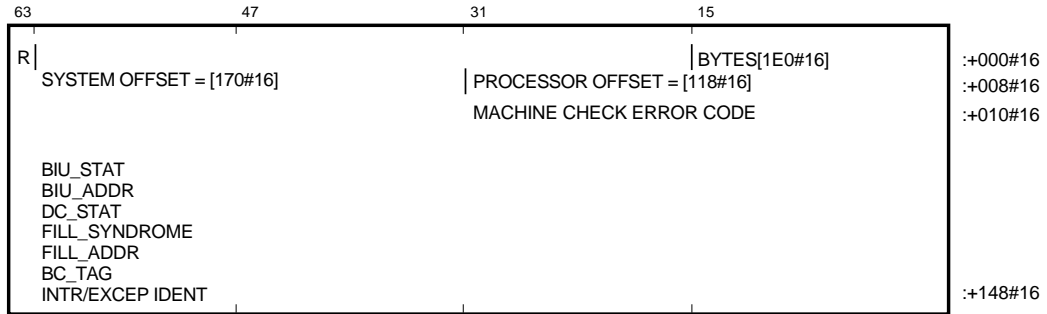 63 47 31 15
R BYTES[1E0#16] :+000#16
SYSTEM OFFSET = [170#16] PROCESSOR OFFSET = [118#16] :+008#16
MACHINE CHECK ERROR CODE :+010#16
BIU_STAT
BIU_ADDR
DC_STAT
FILL_SYNDROME
FILL_ADDR
BC_TAG
INTR/EXCEP IDENT :+148#16